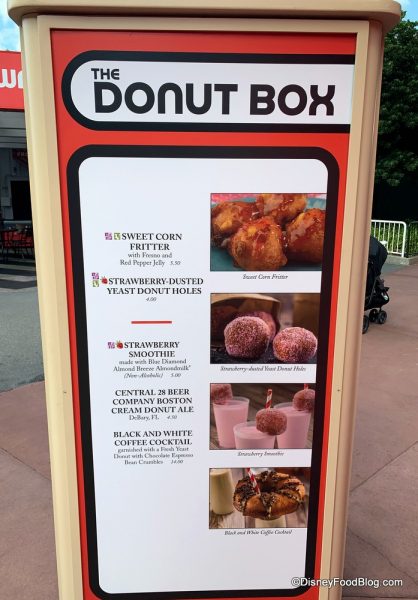 THE
DONUT BOX
SWEET CORN
FRITTER
with Fresno and
Red Pepper Jelly 5.50
Sweet Corn Fritter
STRAWBERRY-DUSTED
YEAST DONUT HOLES
4.00
Strawberry-dusted Yeast Donut Holes
STRAWBERRY
SMOOTHIE
made with Blue Diamond
Almond Breeze Almondmilk*
(Non-Alcoholic) 5.00
Strawberry Smoothie
CENTRAL 28 BEER
COMPANY BOSTON
CREAM DONUT ALE
DeBary, FL 4.50
BLACK AND WHITE
COFFEE COCKTAIL
garnished with a Fresh Yeast
Donut with Chocolate Espresso
Bean Crumbles 14.00
Black and White Coffee Cocktail
©DisneyFoodBlog.com